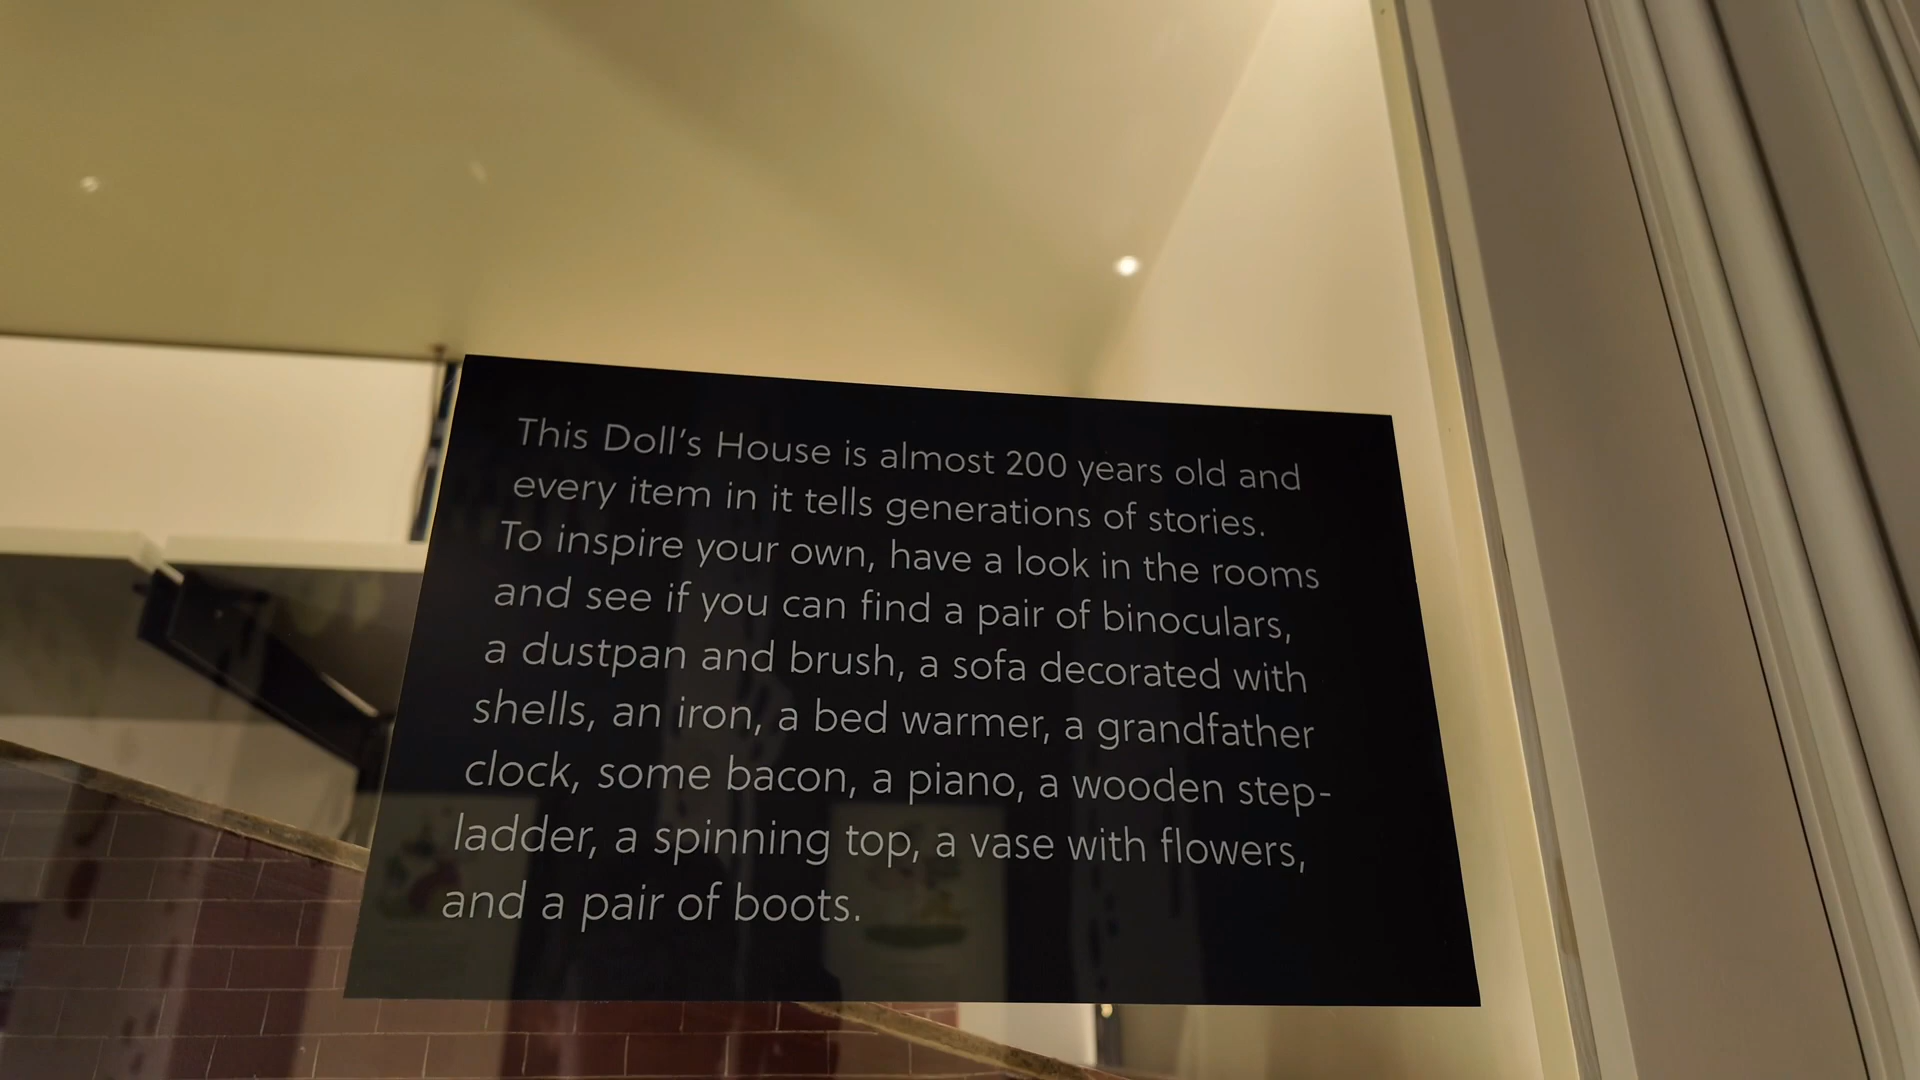 This Doll's House is almost 200 years old and
every item in it tells generations of stories.
To inspire your own, have a look in the rooms
and see if you can find a pair of binoculars,
a dustpan and brush, a sofa decorated with
shells, an iron, a bed warmer, a grandfather
clock, some bacon, a piano, a wooden step-
ladder, a spinning top, a vase with flowers,
and a pair of boots.